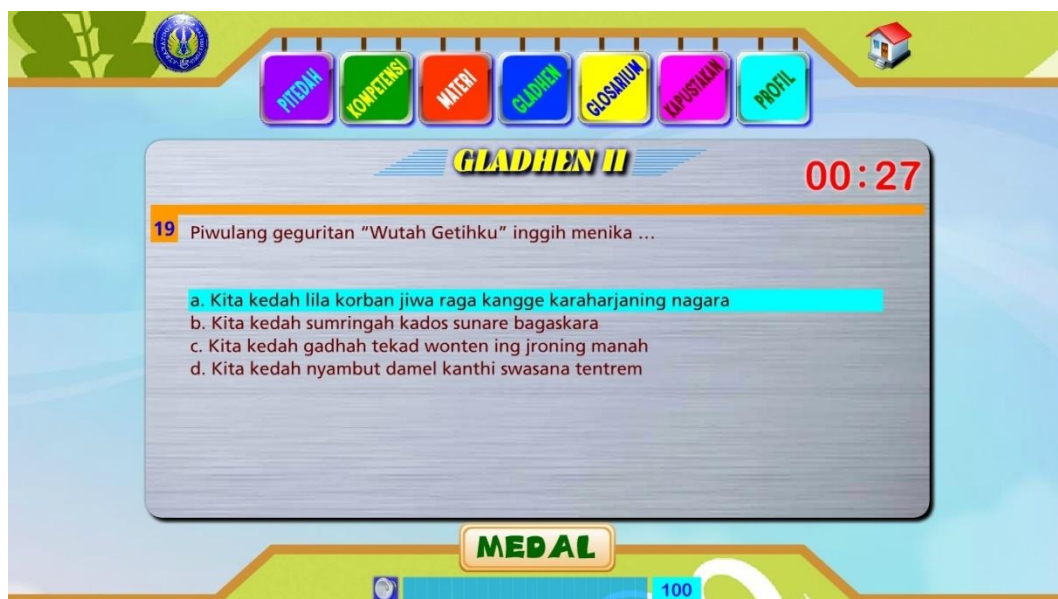 PITEDAH
KOMPETENSI
MATERI
GLADHEN
GLOSARIUM
KAPUSTAKAN
PROFIL
GLADHEN II
00:27
19 Piwulang geguritan “Wutah Getihku” inggih menika ...
a. Kita kedah lila korban jiwa raga kangge karaharjaning nagara
b. Kita kedah sumringah kados sunare bagaskara
c. Kita kedah gadhah tekad wonten ing jroning manah
d. Kita kedah nyambut damel kanthi swasana tentrem
MEDAL
100